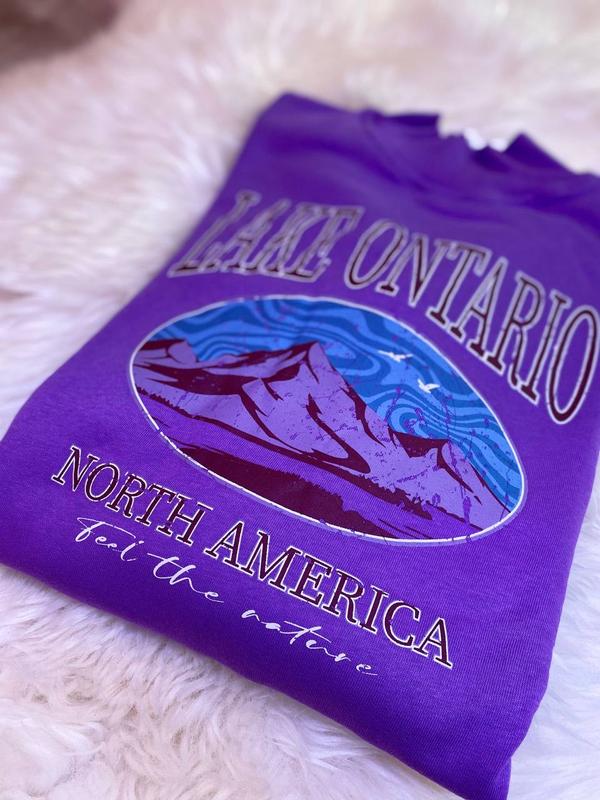 LAKE ONTARIO
NORTH AMERICA
Feel the nature